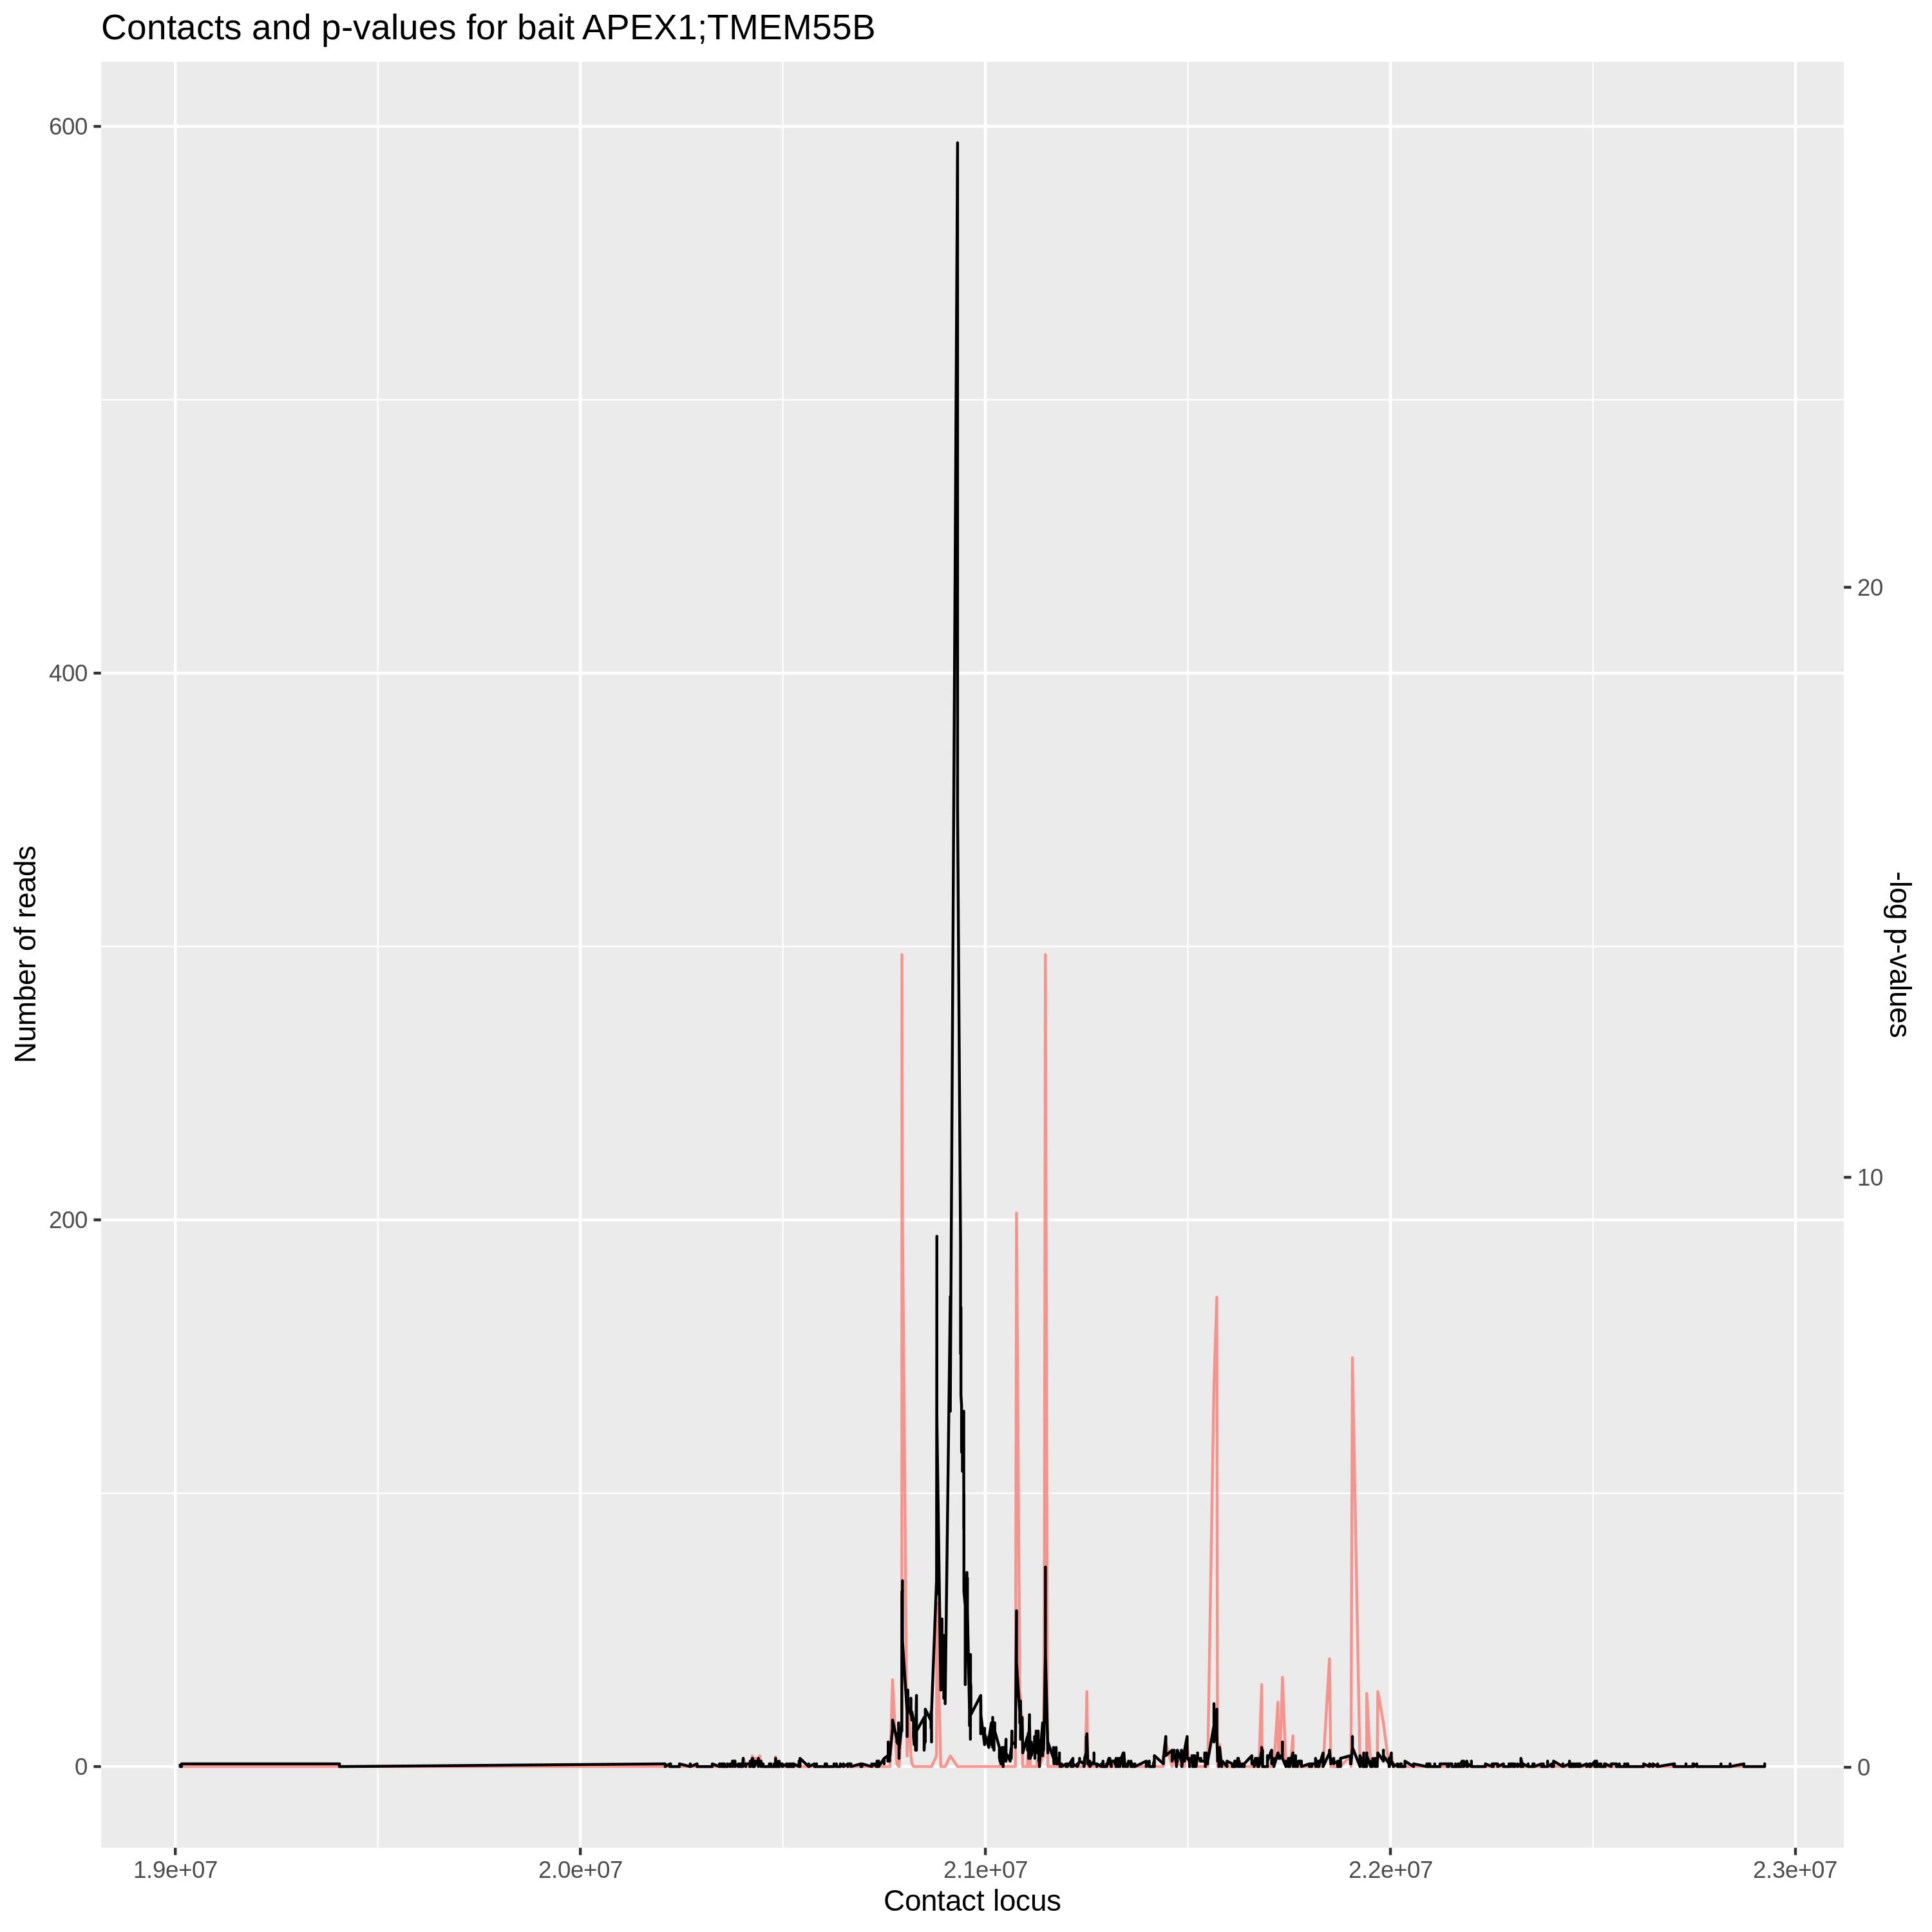 Contacts and p-values for bait APEX1;TMEM55B
600
400
200
0
Number of reads
20
10
0
-log p-values
1.9e+07
2.0e+07
2.1e+07
2.2e+07
2.3e+07
Contact locus